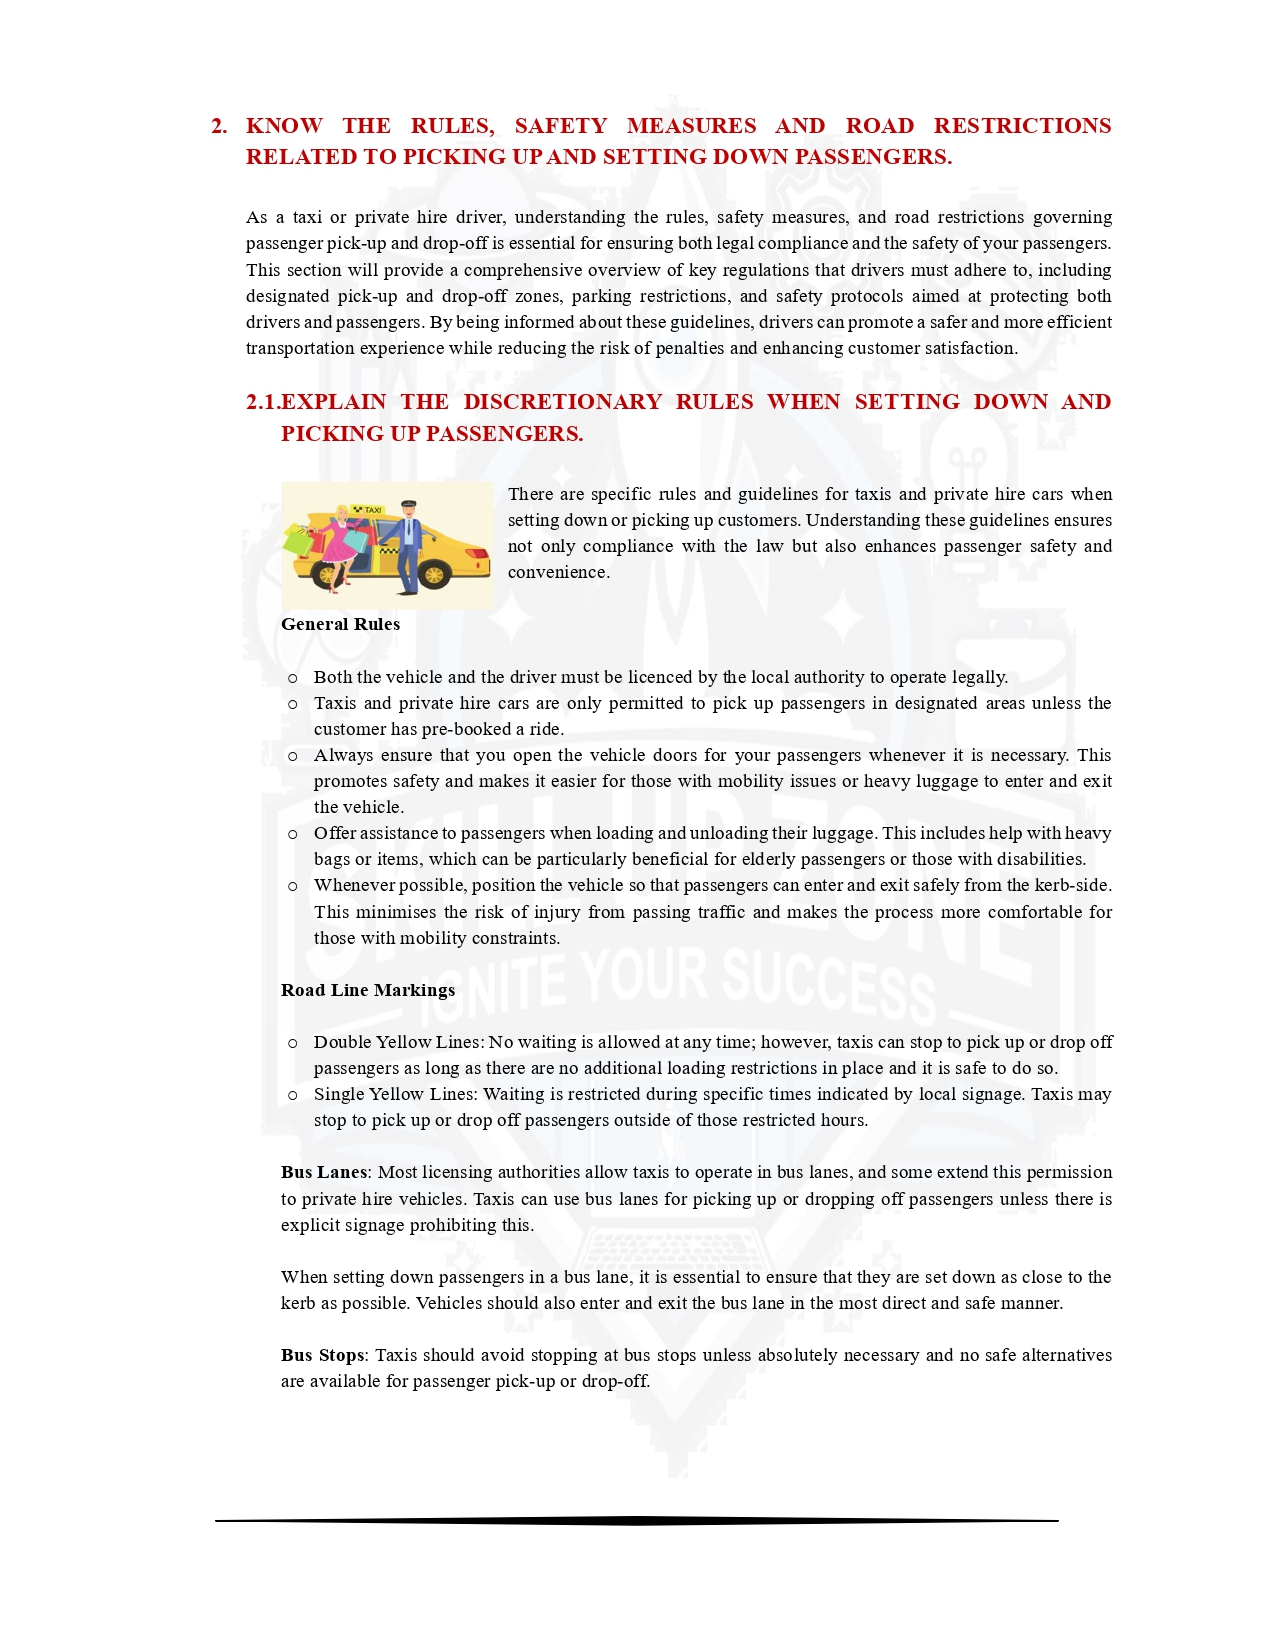 2. KNOW THE RULES, SAFETY MEASURES AND ROAD RESTRICTIONS
RELATED TO PICKING UP AND SETTING DOWN PASSENGERS.
As a taxi or private hire driver, understanding the rules, safety measures, and road restrictions governing
passenger pick-up and drop-off is essential for ensuring both legal compliance and the safety of your passengers.
This section will provide a comprehensive overview of key regulations that drivers must adhere to, including
designated pick-up and drop-off zones, parking restrictions, and safety protocols aimed at protecting both
drivers and passengers. By being informed about these guidelines, drivers can promote a safer and more efficient
transportation experience while reducing the risk of penalties and enhancing customer satisfaction.
2.1.EXPLAIN THE DISCRETIONARY RULES WHEN SETTING DOWN AND
PICKING UP PASSENGERS.
TAXI
There are specific rules and guidelines for taxis and private hire cars when
setting down or picking up customers. Understanding these guidelines ensures
not only compliance with the law but also enhances passenger safety and
convenience.
General Rules
o Both the vehicle and the driver must be licenced by the local authority to operate legally.
o Taxis and private hire cars are only permitted to pick up passengers in designated areas unless the
customer has pre-booked a ride.
o Always ensure that you open the vehicle doors for your passengers whenever it is necessary. This
promotes safety and makes it easier for those with mobility issues or heavy luggage to enter and exit
the vehicle.
o Offer assistance to passengers when loading and unloading their luggage. This includes help with heavy
bags or items, which can be particularly beneficial for elderly passengers or those with disabilities.
o Whenever possible, position the vehicle so that passengers can enter and exit safely from the kerb-side.
This minimises the risk of injury from passing traffic and makes the process more comfortable for
those with mobility constraints.
SKILL UP ZONE
IGNITE YOUR SUCCESS
Road Line Markings
o Double Yellow Lines: No waiting is allowed at any time; however, taxis can stop to pick up or drop off
passengers as long as there are no additional loading restrictions in place and it is safe to do so.
o Single Yellow Lines: Waiting is restricted during specific times indicated by local signage. Taxis may
stop to pick up or drop off passengers outside of those restricted hours.
Bus Lanes: Most licensing authorities allow taxis to operate in bus lanes, and some extend this permission
to private hire vehicles. Taxis can use bus lanes for picking up or dropping off passengers unless there is
explicit signage prohibiting this.
When setting down passengers in a bus lane, it is essential to ensure that they are set down as close to the
kerb as possible. Vehicles should also enter and exit the bus lane in the most direct and safe manner.
Bus Stops: Taxis should avoid stopping at bus stops unless absolutely necessary and no safe alternatives
are available for passenger pick-up or drop-off.